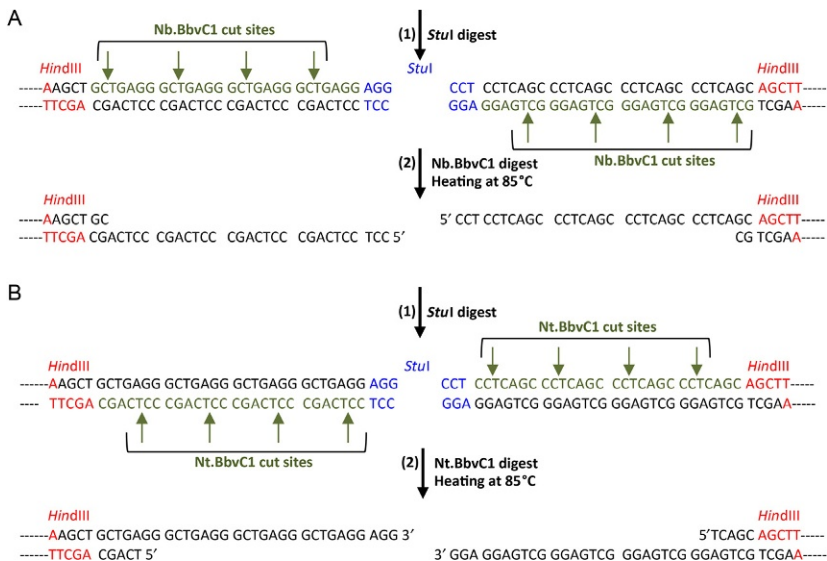 A
Nb.BbvC1 cut sites
(1) StuI digest
HindIII StuI HindIII
-----AAGCT GCTGAGG GCTGAGG GCTGAGG GCTGAGG AGG CCT CCCTCAGC CCCTCAGC CCCTCAGC CCCTCAGC AGCTT-----
-----TTCGA CGACTCC CGACTCC CGACTCC CGACTCC TCC GGA GGAGTCG GGAGTCG GGAGTCG GGAGTCG TCGAA-----
Nb.BbvC1 cut sites
(2) Nb.BbvC1 digest
Heating at 85°C
HindIII HindIII
-----AAGCT GC 5′ CCT CCTCAGC CCTCAGC CCTCAGC CCTCAGC AGCTT-----
-----TTCGA CGACTCC CGACTCC CGACTCC CGACTCC TCC 5′ CG TCGAA-----
B
(1) StuI digest
Nt.BbvC1 cut sites
HindIII StuI HindIII
-----AAGCT GCTGAGG GCTGAGG GCTGAGG GCTGAGG AGG CCT CCTCAGC CCTCAGC CCTCAGC CCTCAGC AGCTT-----
---- TTCGA CGACTCC CGACTCC CGACTCC CGACTCC TCC GGA GGAGTCG GGAGTCG GGAGTCG GGAGTCG TCGAA-----
Nt.BbvC1 cut sites
(2) Nt.BbvC1 digest
Heating at 85°C
HindIII HindIII
------AAGCT GCTGAGG GCTGAGG GCTGAGG GCTGAGG AGG 3′ 5′TCAGC AGCTT-----
------TTCGA CGACT 5′ 3′ GGA GGAGTCG GGAGTCG GGAGTCG GGAGTCG TCGAA-----